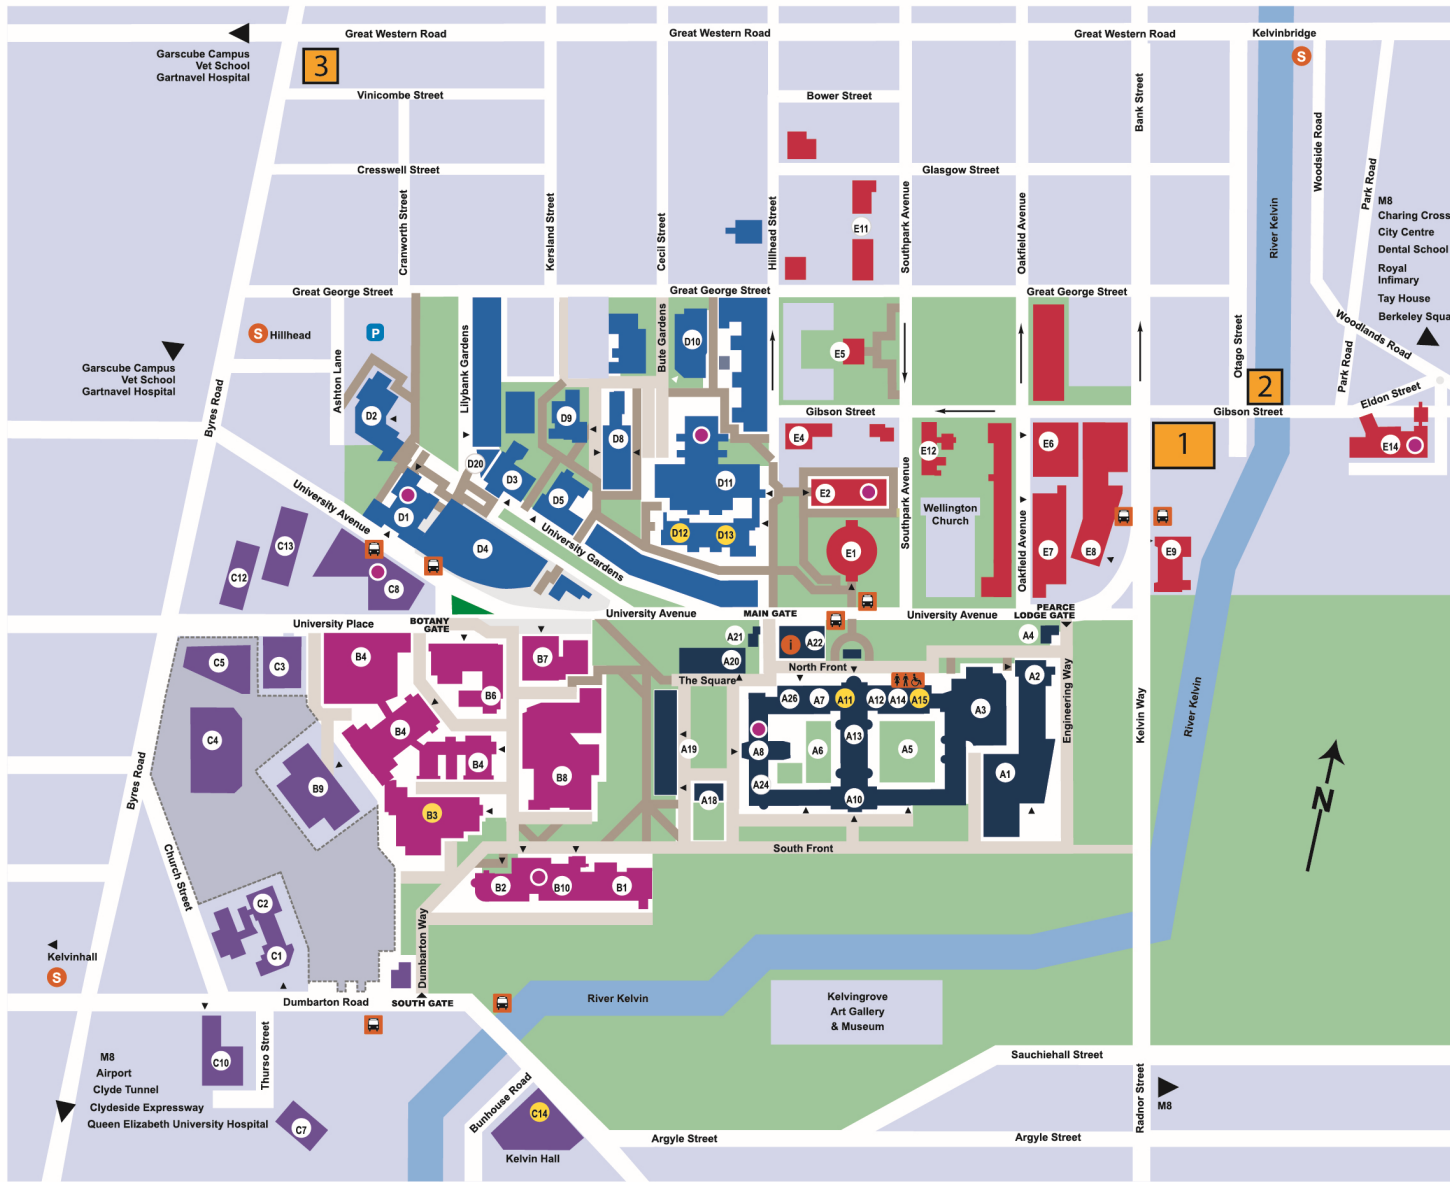 Great Western Road
Great Western Road
Great Western Road
Kelvinbridge
S
Garscube Campus
Vet School
Gartnavel Hospital
3
Vinicombe Street
Bower Street
Bank Street
Woodside Road
Park Road
Cresswell Street
Glasgow Street
Cranworth Street
Kersland Street
Cecil Street
Hillhead Street
Southpark Avenue
Oakfield Avenue
River Kelvin
E11
M8
Charing Cross
City Centre
Dental School
Royal
Infimary
Tay House
Berkeley Squa
Great George Street
Great George Street
Great George Street
S Hillhead
P
Ashton Lane
Lilybank Gardens
Bute Gardens
D10
E5
Otago Street
Woodlands Road
Park Road
Garscube Campus
Vet School
Gartnavel Hospital
Byres Road
2
Eldon Street
Gibson Street
Gibson Street
D2
D9
D8
E4
E12
E6
1
E14
D20
D3
D5
D11
E2
Southpark Avenue
University Avenue
D1
D4
University Gardens
D12
D13
E1
Wellington
Church
Oakfield Avenue
E7
E8
E9
C13
C12
C8
University Avenue
MAIN GATE
University Avenue
PEARCE
LODGE GATE
University Place
BOTANY
GATE
A21
A22
i
A4
C5
C3
B4
B7
A20
North Front
The Square
A2
B6
A26
A7
A11
A12
A14
A15
A3
Engineering Way
Kelvin Way
River Kelvin
C4
B4
B4
A19
A8
A6
A13
A5
B9
B8
A24
A10
A1
A18
B3
N
Byres Road
Church Street
South Front
B2
B10
B1
C2
C1
Dumbarton Way
Kelvinhall
S
Dumbarton Road
SOUTH GATE
River Kelvin
Kelvingrove
Art Gallery
& Museum
C10
Thurso Street
Sauchiehall Street
M8
Airport
Clyde Tunnel
Clydeside Expressway
Queen Elizabeth University Hospital
C7
Bunhouse Road
C14
Kelvin Hall
Argyle Street
Argyle Street
Radnor Street
M8